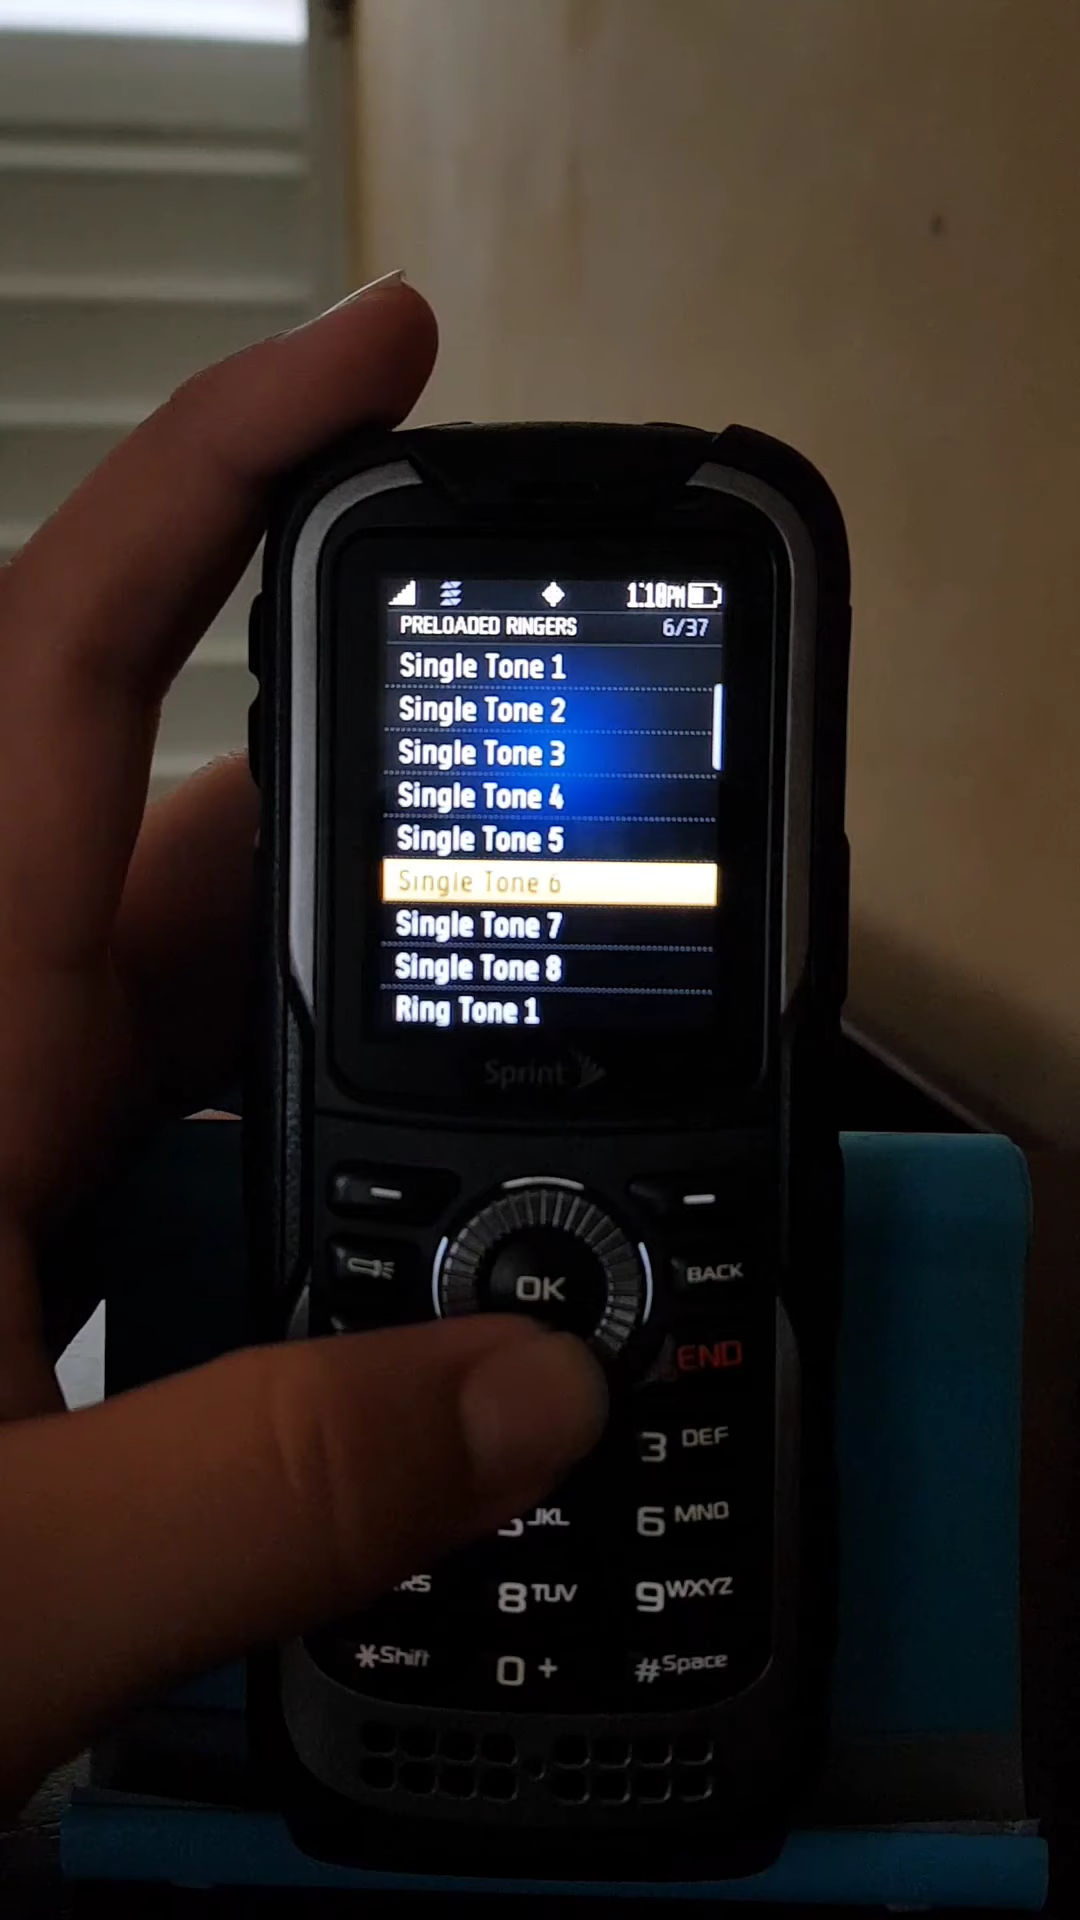 1:18PM
PRELOADED RINGERS 6/37
Single Tone 1
Single Tone 2
Single Tone 3
Single Tone 4
Single Tone 5
Single Tone 6
Single Tone 7
Single Tone 8
Ring Tone 1
Sprint
OK
BACK
END
3 DEF
JKL
6 MNO
RS
8 TUV
9 WXYZ
*Shift
0 +
#Space